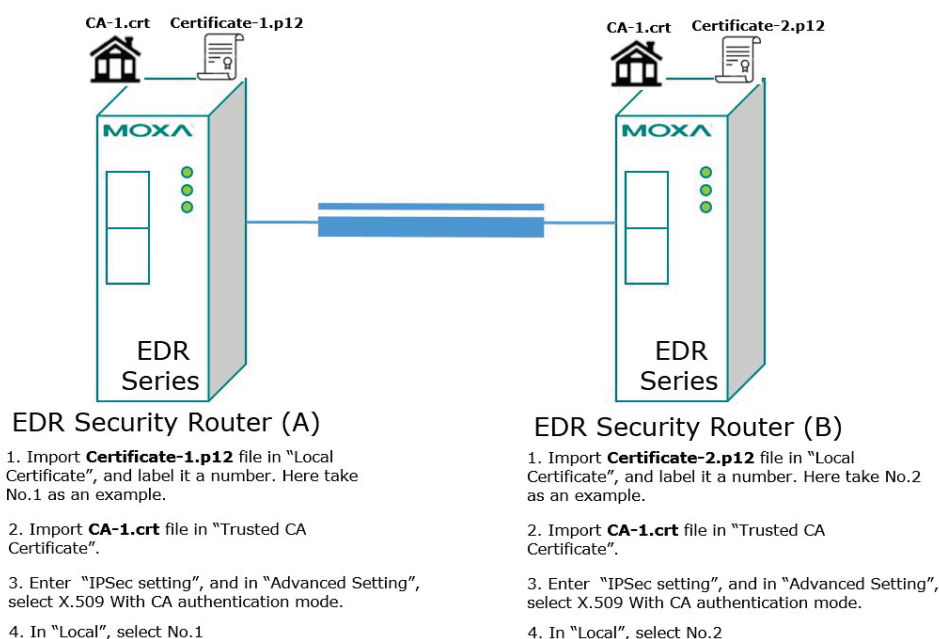 CA-1.crt Certificate-1.p12
CA-1.crt Certificate-2.p12
MOXA
MOXA
EDR
Series
EDR
Series
EDR Security Router (A)
1. Import Certificate-1.p12 file in “Local
Certificate”, and label it a number. Here take
No.1 as an example.
2. Import CA-1.crt file in “Trusted CA
Certificate”.
3. Enter “IPSec setting”, and in “Advanced Setting”,
select X.509 With CA authentication mode.
4. In “Local”, select No.1
EDR Security Router (B)
1. Import Certificate-2.p12 file in “Local
Certificate”, and label it a number. Here take No.2
as an example.
2. Import CA-1.crt file in “Trusted CA
Certificate”.
3. Enter “IPSec setting”, and in “Advanced Setting”,
select X.509 With CA authentication mode.
4. In “Local”, select No.2